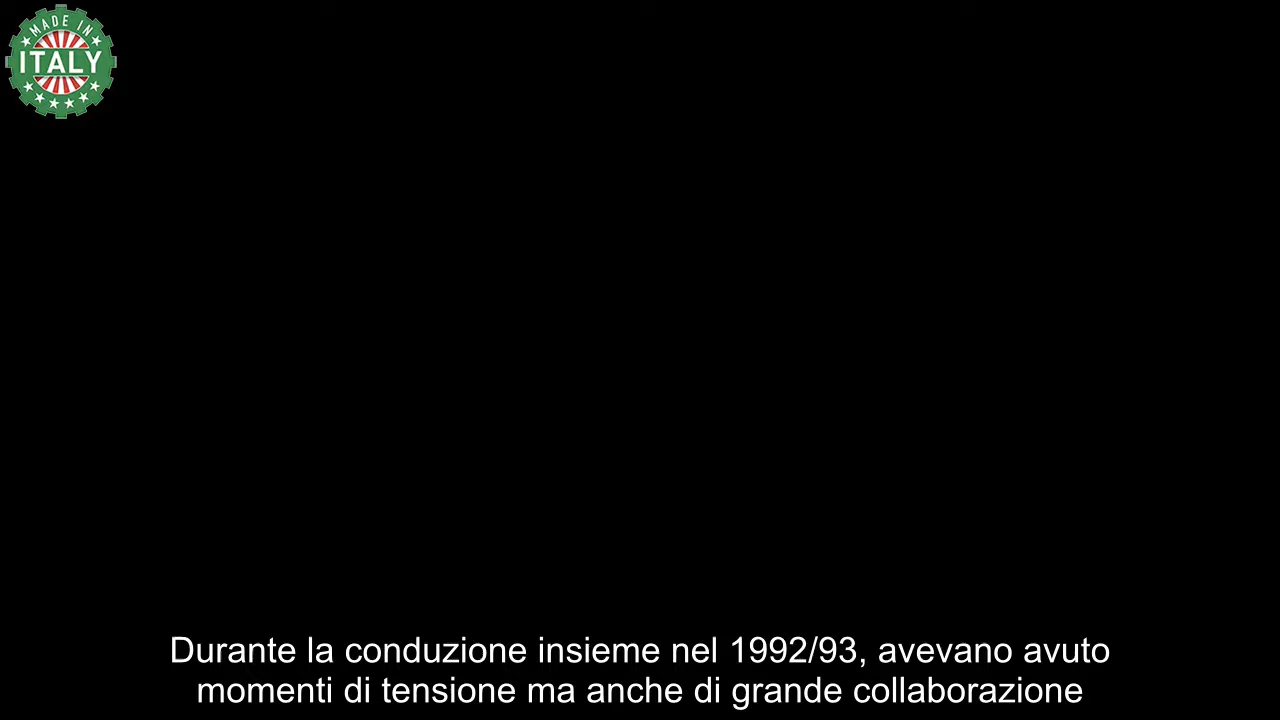 MADE IN
ITALY
Durante la conduzione insieme nel 1992/93, avevano avuto
momenti di tensione ma anche di grande collaborazione